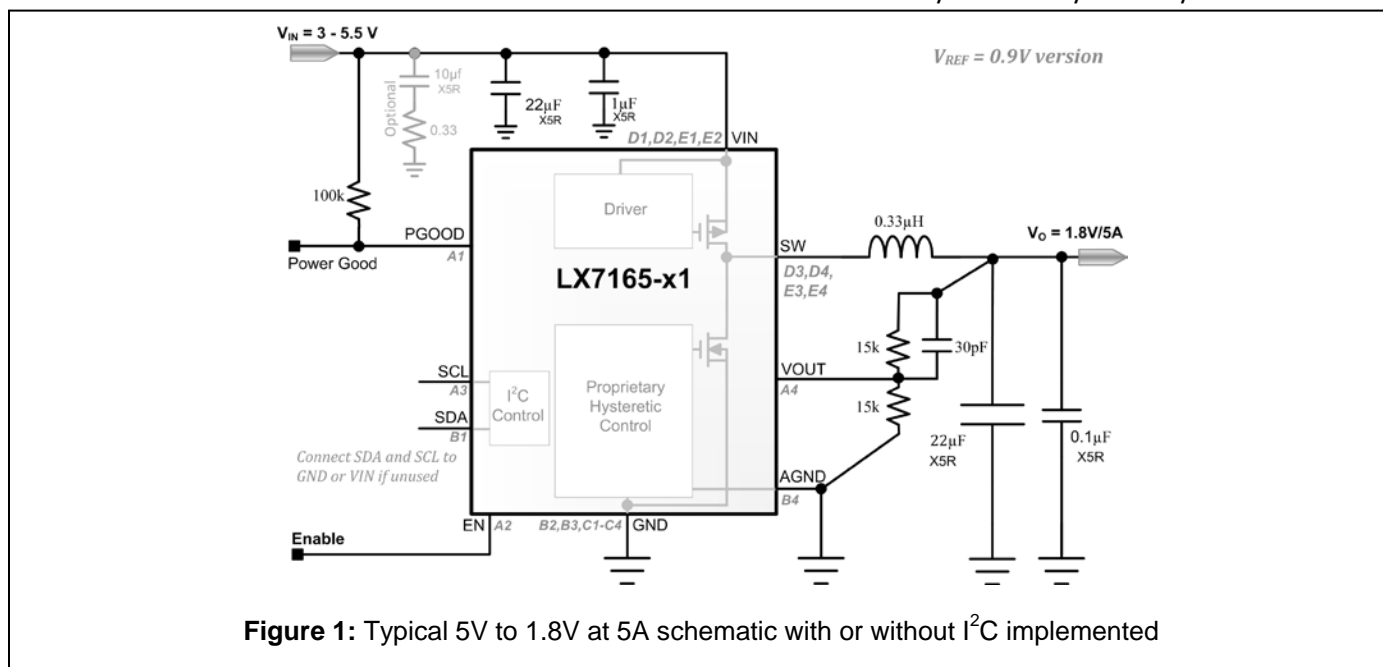 V_IN = 3 - 5.5 V
V_REF = 0.9V version
10µf
X5R
Optional
0.33
22µF
X5R
1µF
X5R
D1,D2,E1,E2
VIN
100k
Driver
PGOOD
A1
Power Good
LX7165-x1
SW
D3,D4,
E3,E4
0.33µH
V_O = 1.8V/5A
15k
30pF
VOUT
A4
15k
SCL
A3
SDA
B1
I²C
Control
Proprietary
Hysteretic
Control
22µF
X5R
0.1µF
X5R
Connect SDA and SCL to
GND or VIN if unused
AGND
B4
EN
A2
B2,B3,C1-C4
GND
Enable
Figure 1: Typical 5V to 1.8V at 5A schematic with or without I²C implemented